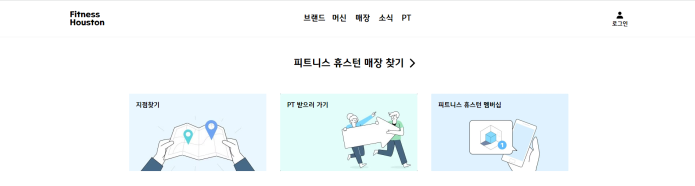 Fitness
Houston
브랜드 머신 매장 소식 PT
로그인
피트니스 휴스턴 매장 찾기
지점찾기
PT 받으러 가기
피트니스 휴스턴 멤버십